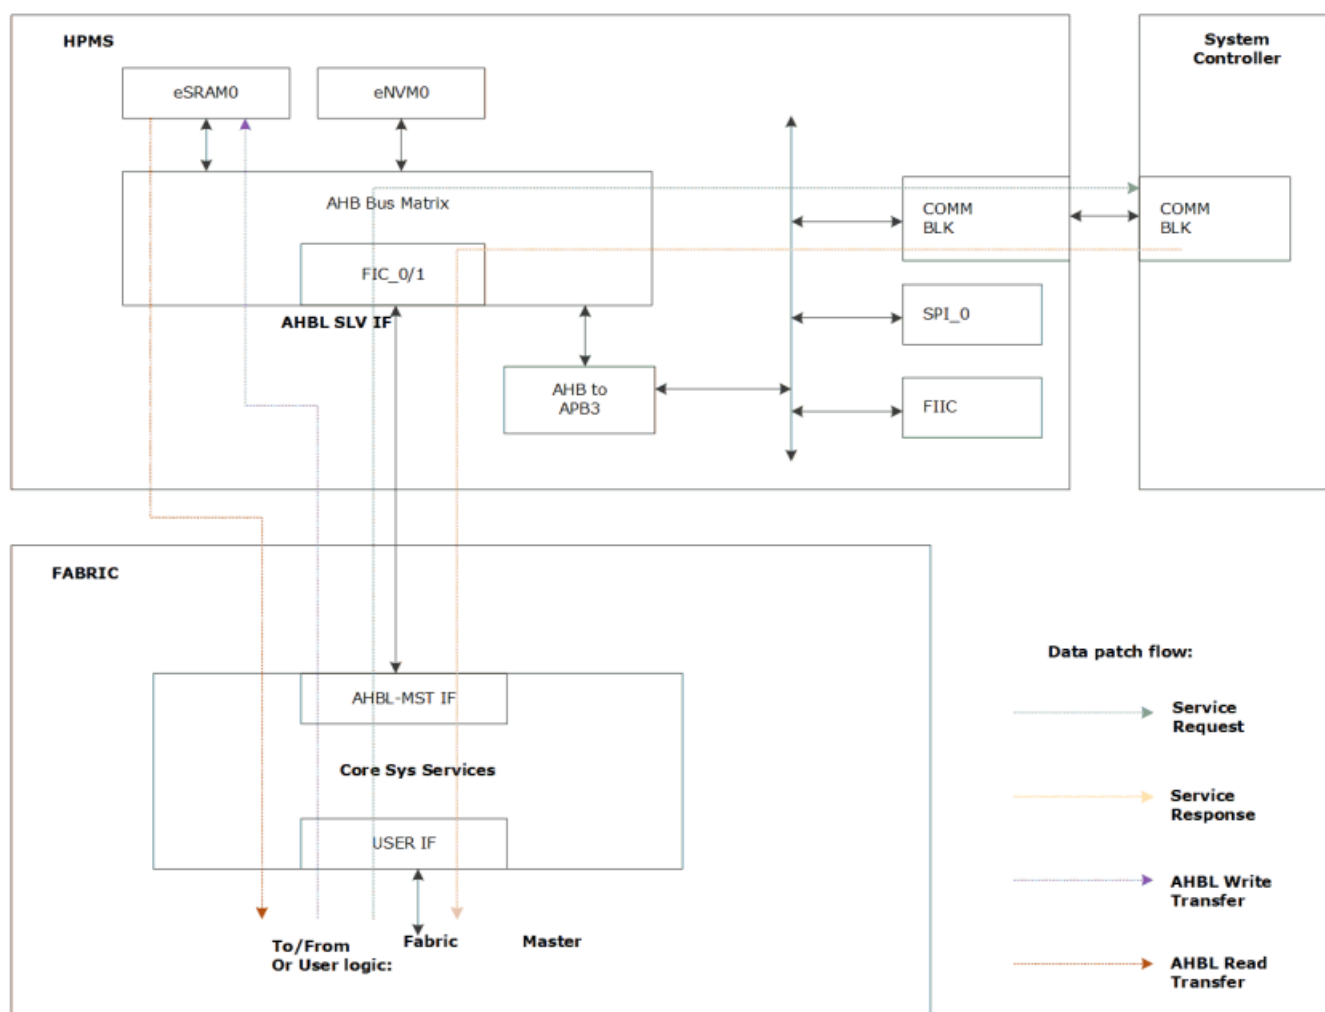 HPMS
System
Controller
eSRAM0
eNVM0
AHB Bus Matrix
COMM
BLK
COMM
BLK
FIC_0/1
SPI_0
AHBL SLV IF
AHB to
APB3
FIIC
FABRIC
Data patch flow:
AHBL-MST IF
Service
Request
Core Sys Services
Service
Response
USER IF
AHBL Write
Transfer
To/From
Or User logic:
Fabric
Master
AHBL Read
Transfer